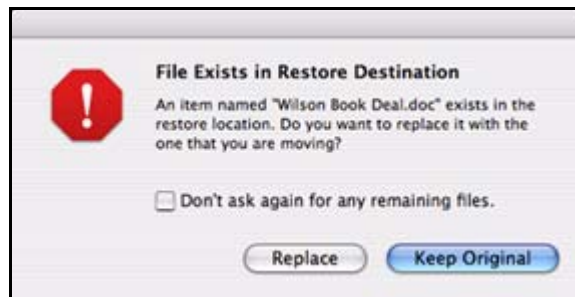 File Exists in Restore Destination
An item named "Wilson Book Deal.doc" exists in the
restore location. Do you want to replace it with the
one that you are moving?
Don't ask again for any remaining files.
Replace Keep Original